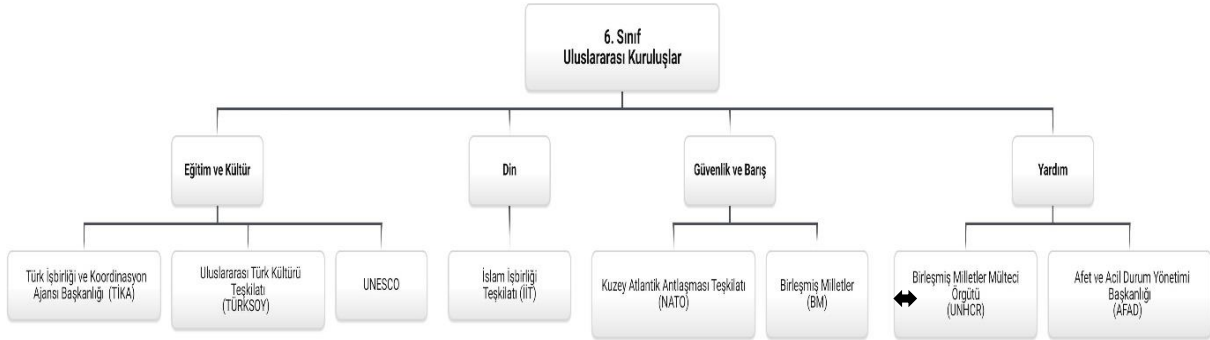 6. Sınıf
Uluslararası Kuruluşlar
Eğitim ve Kültür
Din
Güvenlik ve Barış
Yardım
Türk İşbirliği ve Koordinasyon
Ajansı Başkanlığı (TİKA)
Uluslararası Türk Kültürü
Teşkilatı
(TÜRKSOY)
UNESCO
İslam İşbirliği
Teşkilatı (İİT)
Kuzey Atlantik Antlaşması Teşkilatı
(NATO)
Birleşmiş Milletler
(BM)
Birleşmiş Milletler Mülteci
Örgütü
(UNHCR)
Afet ve Acil Durum Yönetimi
Başkanlığı
(AFAD)